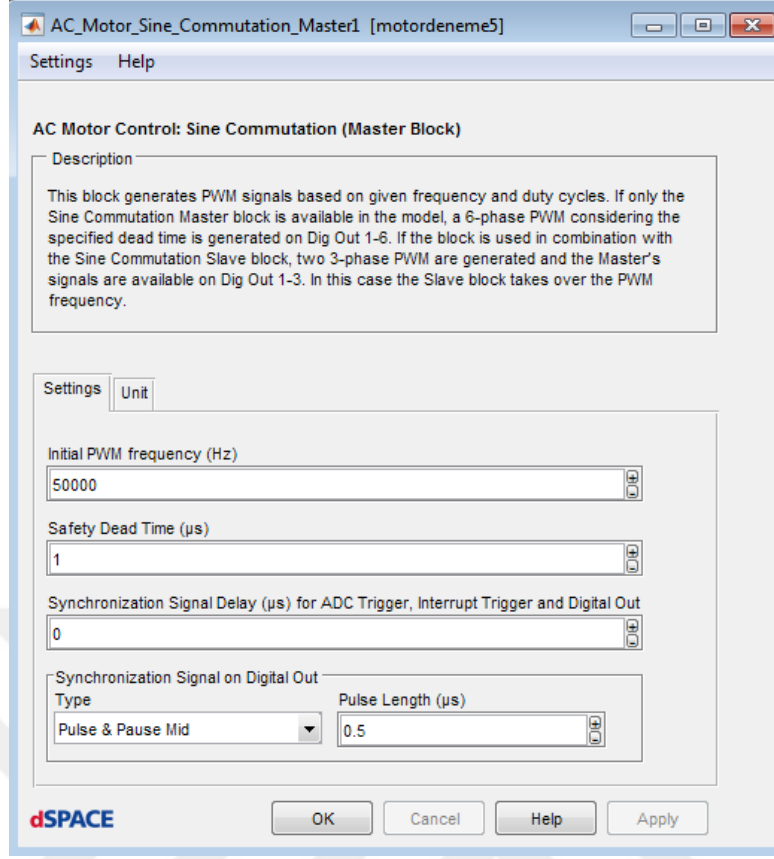 AC_Motor_Sine_Commutation_Master1 [motordeneme5]
Settings Help
AC Motor Control: Sine Commutation (Master Block)
Description
This block generates PWM signals based on given frequency and duty cycles. If only the
Sine Commutation Master block is available in the model, a 6-phase PWM considering the
specified dead time is generated on Dig Out 1-6. If the block is used in combination with
the Sine Commutation Slave block, two 3-phase PWM are generated and the Master's
signals are available on Dig Out 1-3. In this case the Slave block takes over the PWM
frequency.
Settings Unit
Initial PWM frequency (Hz)
50000
Safety Dead Time (µs)
1
Synchronization Signal Delay (µs) for ADC Trigger, Interrupt Trigger and Digital Out
0
Synchronization Signal on Digital Out
Type Pulse Length (µs)
Pulse & Pause Mid 0.5
dSPACE OK Cancel Help Apply